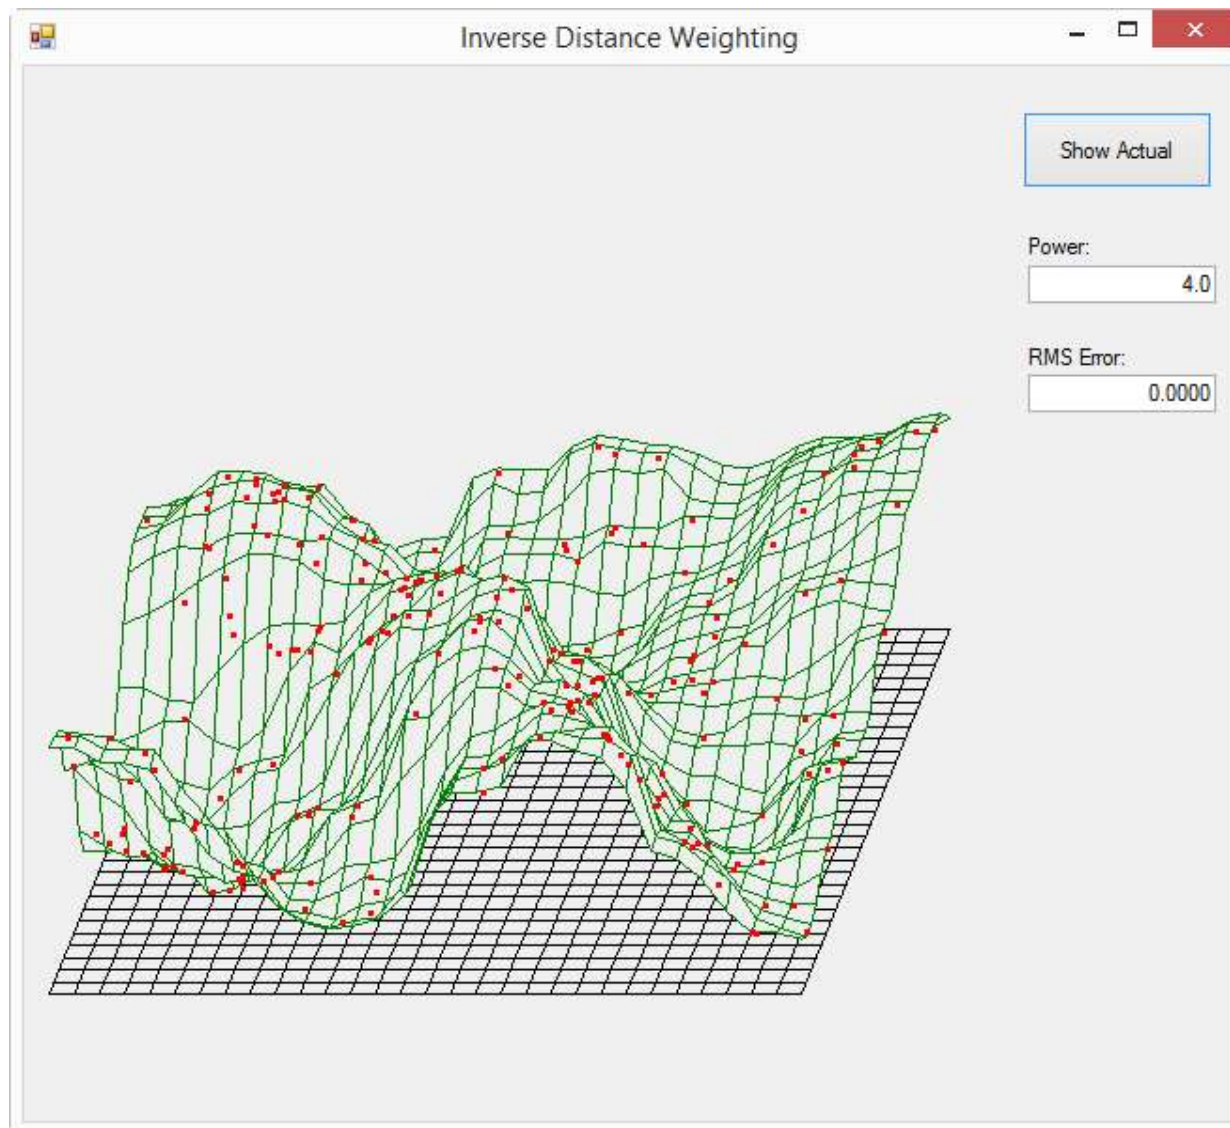 Inverse Distance Weighting
Show Actual
Power:
4.0
RMS Error:
0.0000